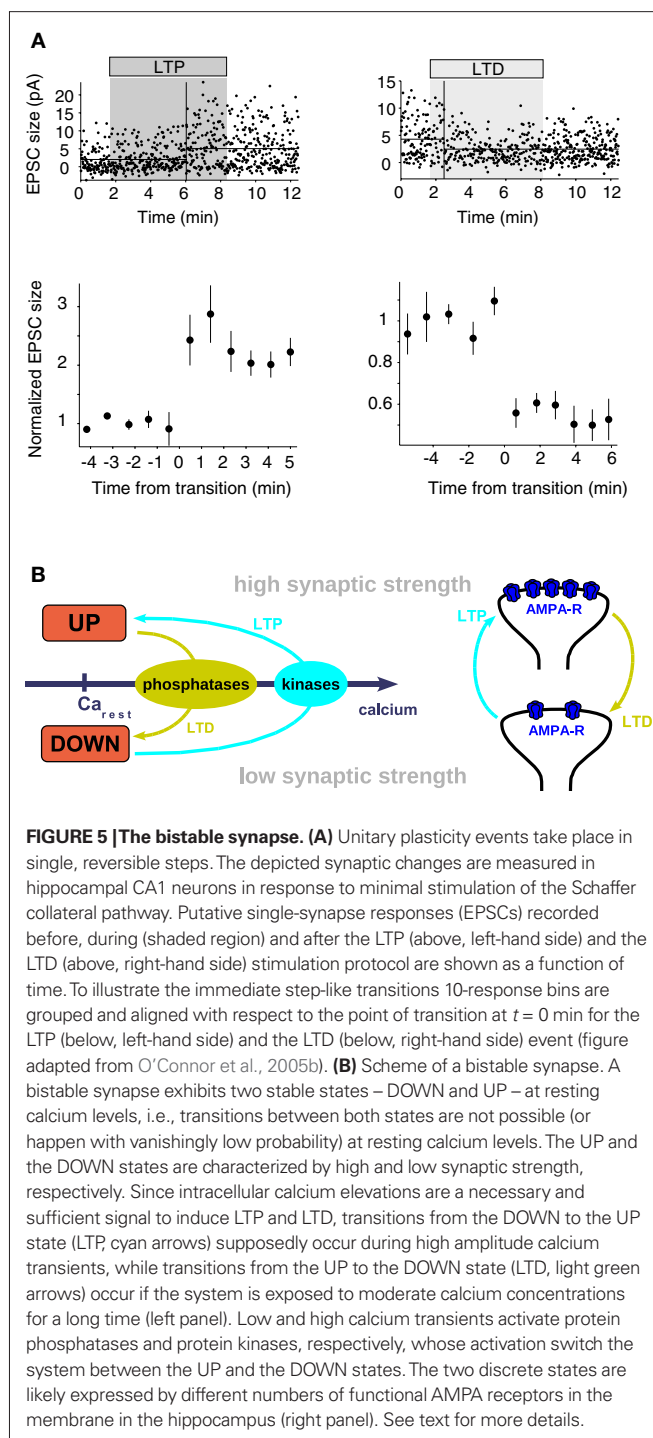 A
LTP
LTD
EPSC size (pA)
20
15
10
5
0
0 2 4 6 8 10 12
Time (min)
15
10
5
0
0 2 4 6 8 10 12
Time (min)
Normalized EPSC size
3
2
1
-4 -3 -2 -1 0 1 2 3 4 5
Time from transition (min)
1
0.8
0.6
-4 -2 0 2 4 6
Time from transition (min)
B
high synaptic strength
UP
LTP
phosphatases
kinases
Ca rest
calcium
LTD
DOWN
low synaptic strength
AMPA-R
LTP
LTD
AMPA-R
FIGURE 5 | The bistable synapse. (A) Unitary plasticity events take place in
single, reversible steps. The depicted synaptic changes are measured in
hippocampal CA1 neurons in response to minimal stimulation of the Schaffer
collateral pathway. Putative single-synapse responses (EPSCs) recorded
before, during (shaded region) and after the LTP (above, left-hand side) and the
LTD (above, right-hand side) stimulation protocol are shown as a function of
time. To illustrate the immediate step-like transitions 10-response bins are
grouped and aligned with respect to the point of transition at t = 0 min for the
LTP (below, left-hand side) and the LTD (below, right-hand side) event (figure
adapted from O'Connor et al., 2005b). (B) Scheme of a bistable synapse. A
bistable synapse exhibits two stable states – DOWN and UP – at resting
calcium levels, i.e., transitions between both states are not possible (or
happen with vanishingly low probability) at resting calcium levels. The UP and
the DOWN states are characterized by high and low synaptic strength,
respectively. Since intracellular calcium elevations are a necessary and
sufficient signal to induce LTP and LTD, transitions from the DOWN to the UP
state (LTP, cyan arrows) supposedly occur during high amplitude calcium
transients, while transitions from the UP to the DOWN state (LTD, light green
arrows) occur if the system is exposed to moderate calcium concentrations
for a long time (left panel). Low and high calcium transients activate protein
phosphatases and protein kinases, respectively, whose activation switch the
system between the UP and the DOWN states. The two discrete states are
likely expressed by different numbers of functional AMPA receptors in the
membrane in the hippocampus (right panel). See text for more details.